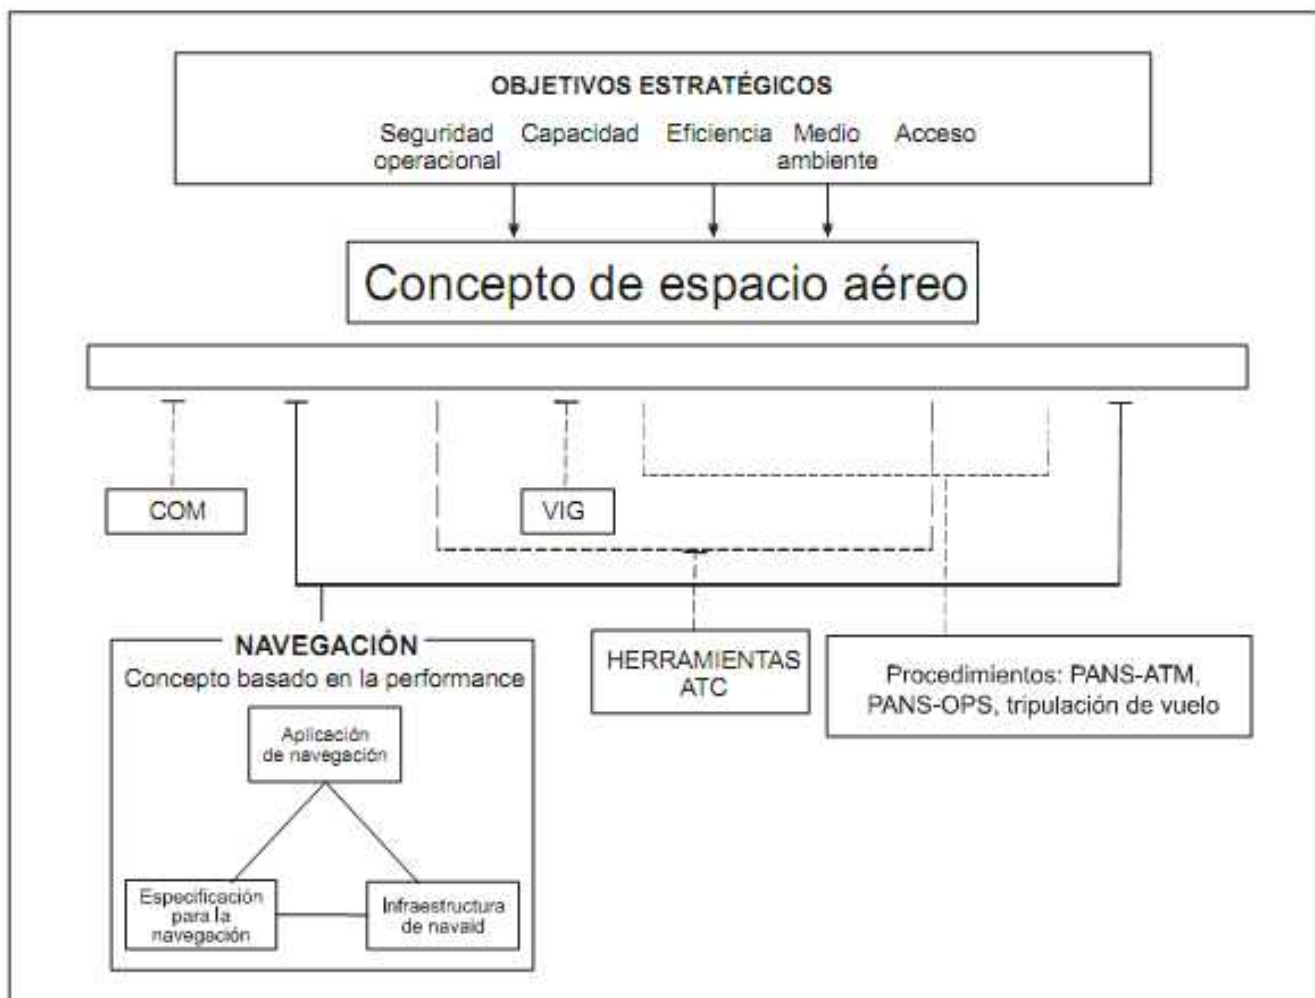 OBJETIVOS ESTRATÉGICOS
Seguridad operacional
Capacidad
Eficiencia
Medio ambiente
Acceso
Concepto de espacio aéreo
COM
VIG
NAVEGACIÓN
Concepto basado en la performance
Aplicación
de navegación
Especificación
para la
navegación
Infraestructura
de navaid
HERRAMIENTAS
ATC
Procedimientos: PANS-ATM,
PANS-OPS, tripulación de vuelo